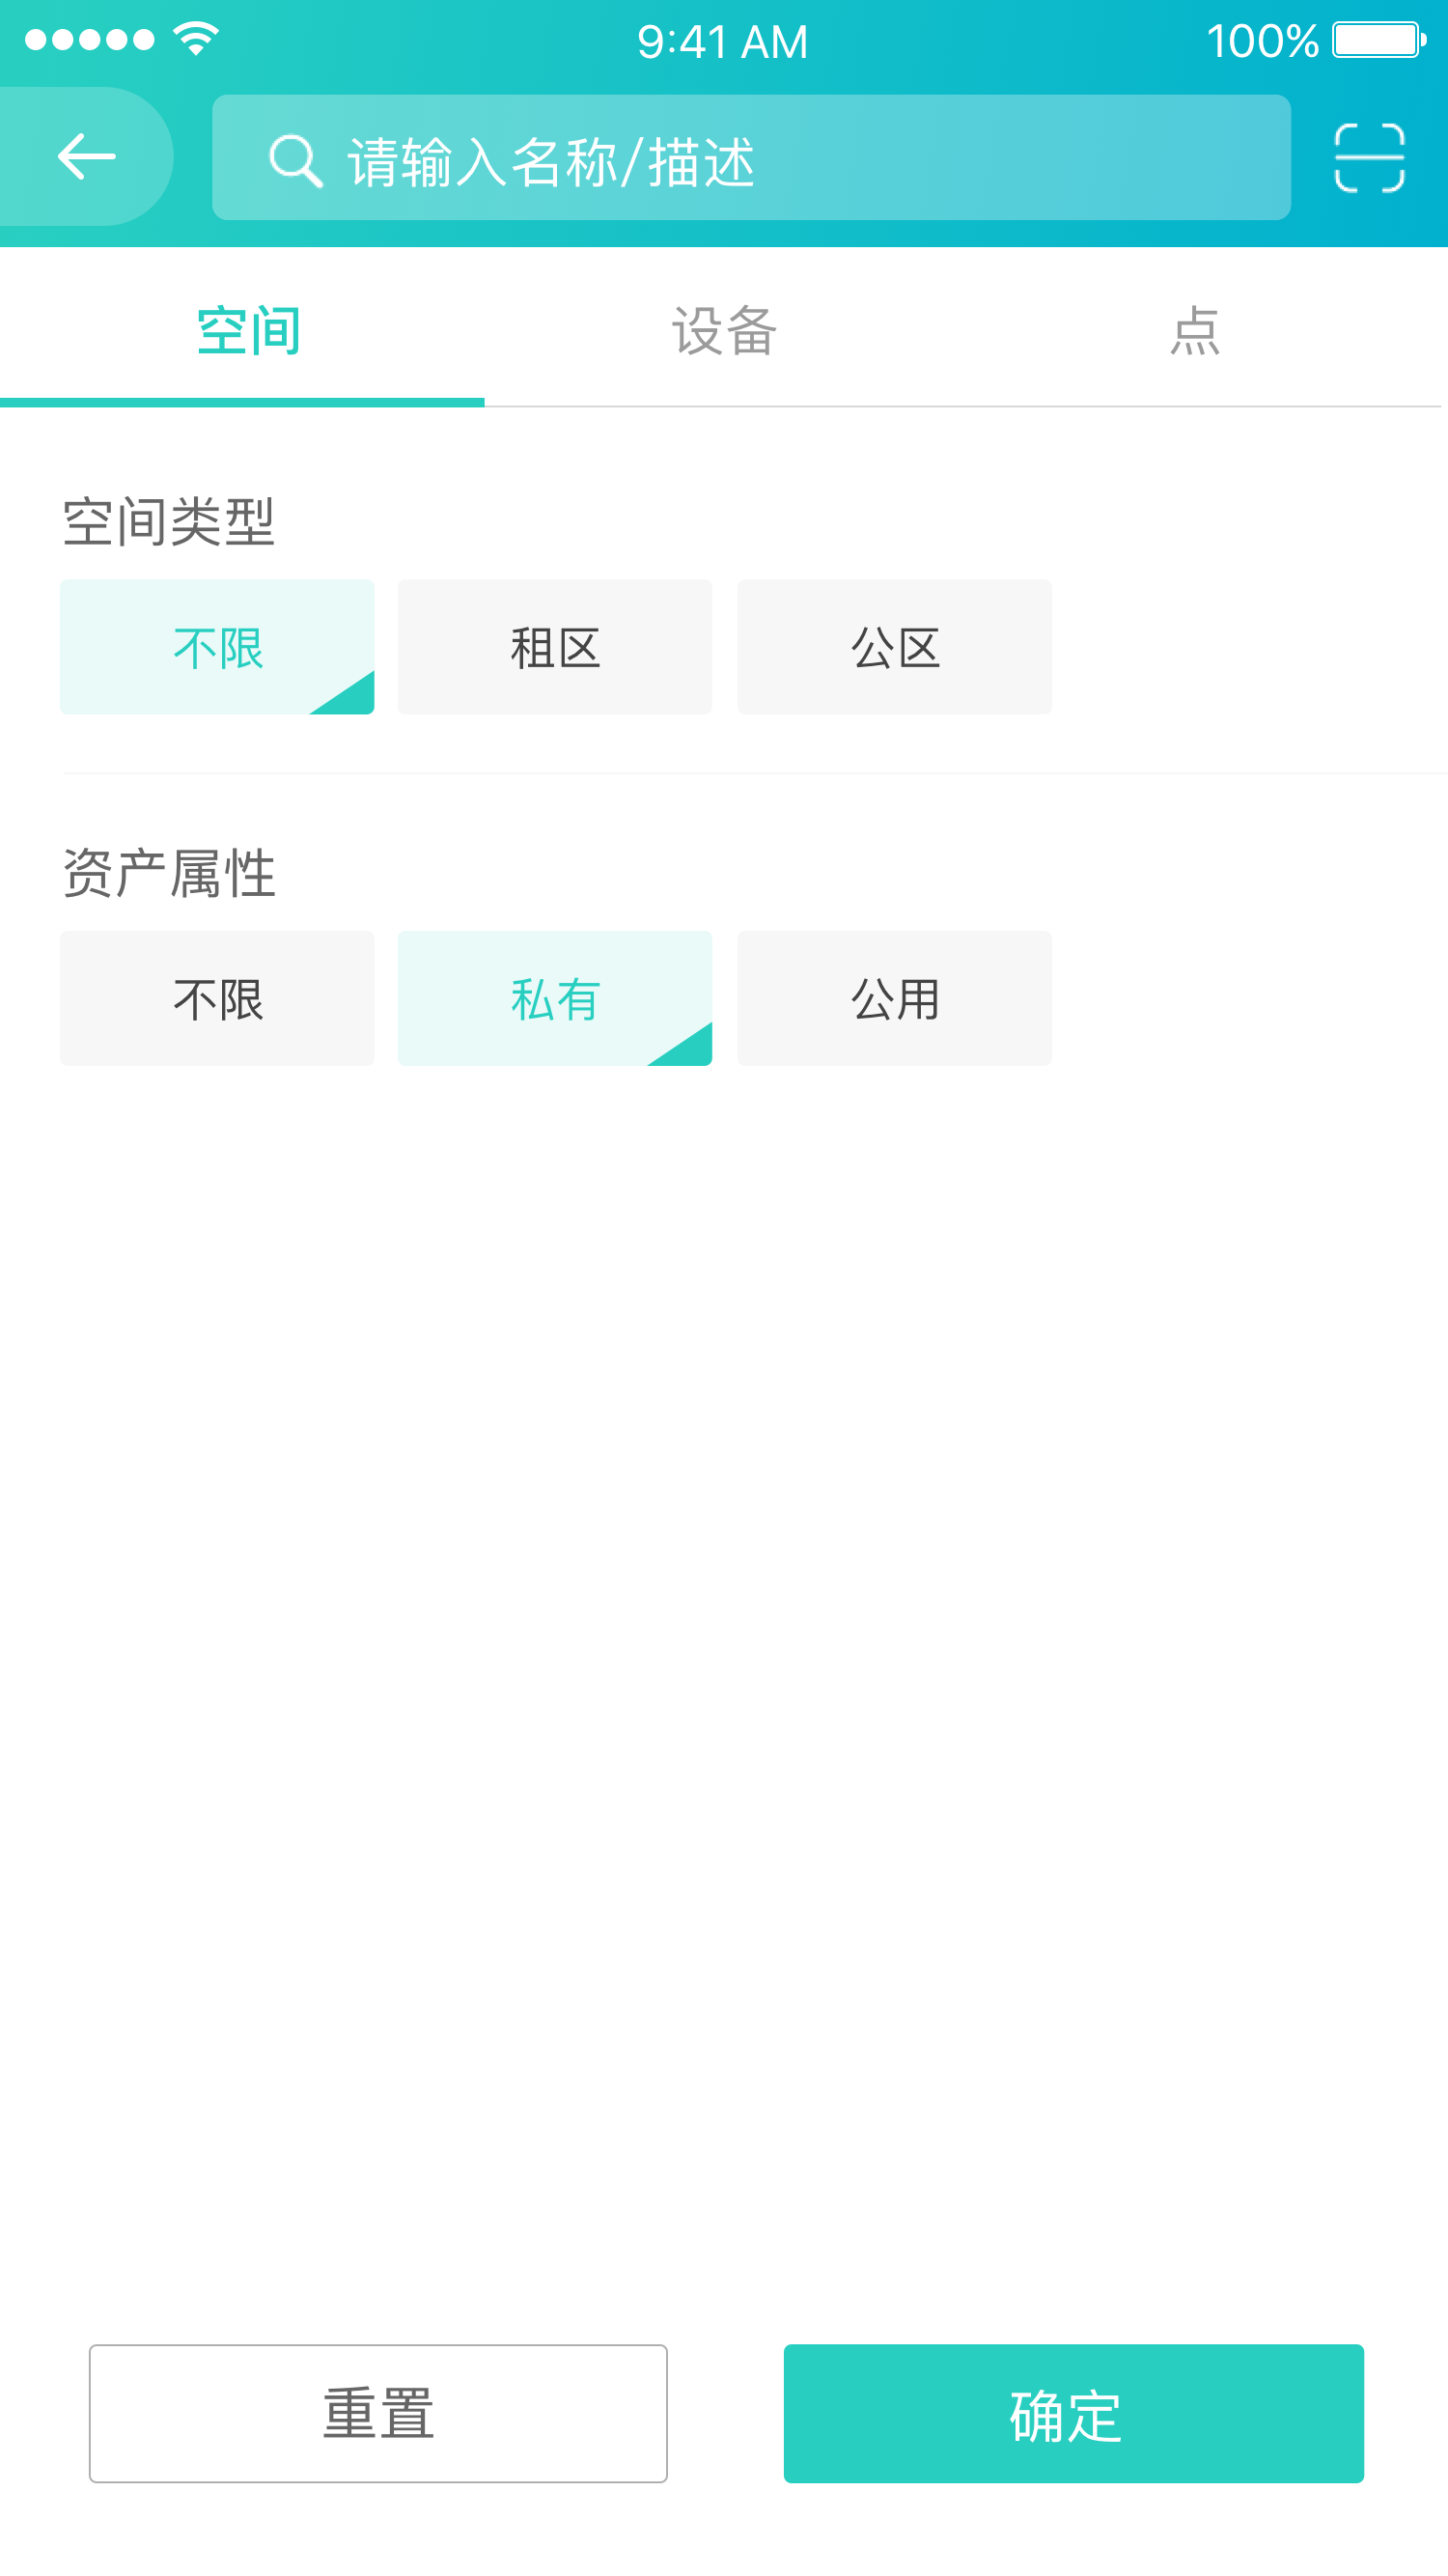 9:41 AM 100%
请输入名称/描述
空间 设备 点
空间类型
不限 租区 公区
资产属性
不限 私有 公用
重置 确定